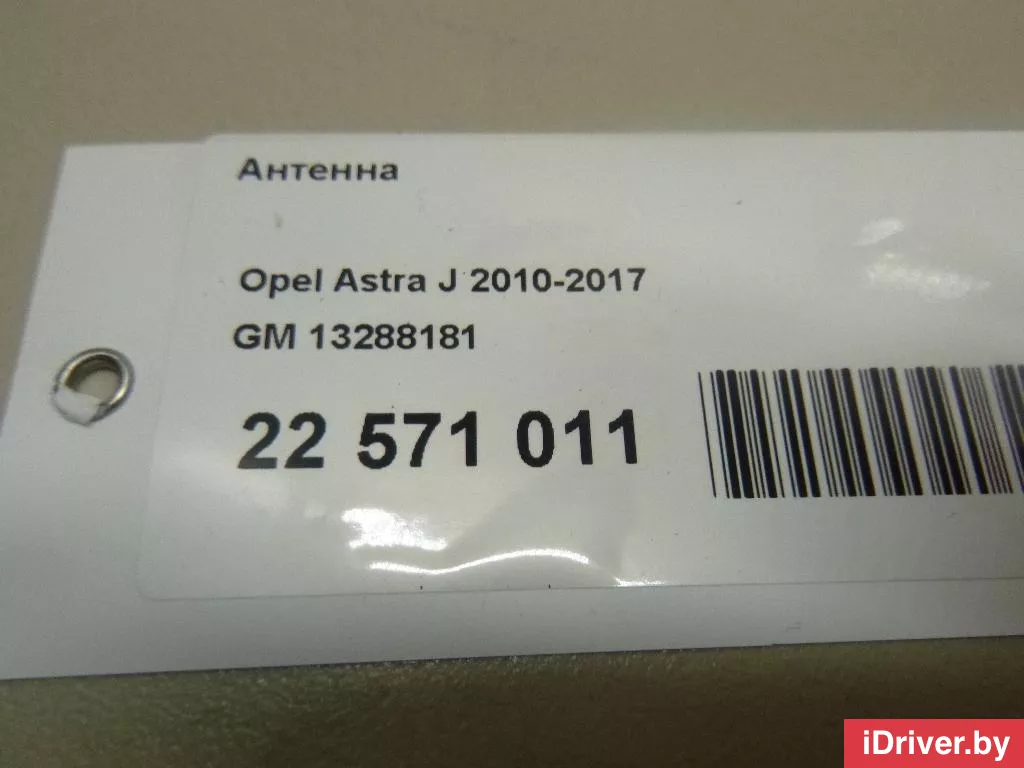 Антенна
Opel Astra J 2010-2017
GM 13288181
22 571 011
iDriver.by